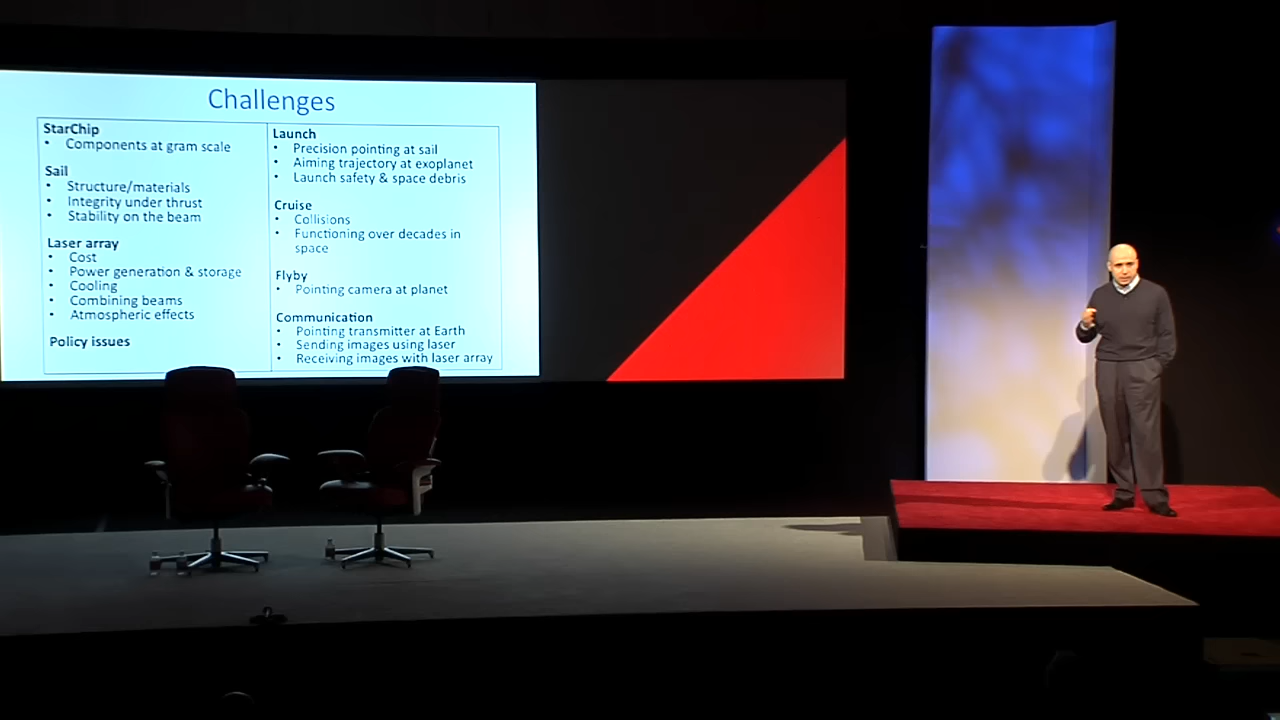 Challenges
StarChip
• Components at gram scale
Sail
• Structure/materials
• Integrity under thrust
• Stability on the beam
Laser array
• Cost
• Power generation & storage
• Cooling
• Combining beams
• Atmospheric effects
Policy issues
Launch
• Precision pointing at sail
• Aiming trajectory at exoplanet
• Launch safety & space debris
Cruise
• Collisions
• Functioning over decades in
space
Flyby
• Pointing camera at planet
Communication
• Pointing transmitter at Earth
• Sending images using laser
• Receiving images with laser array